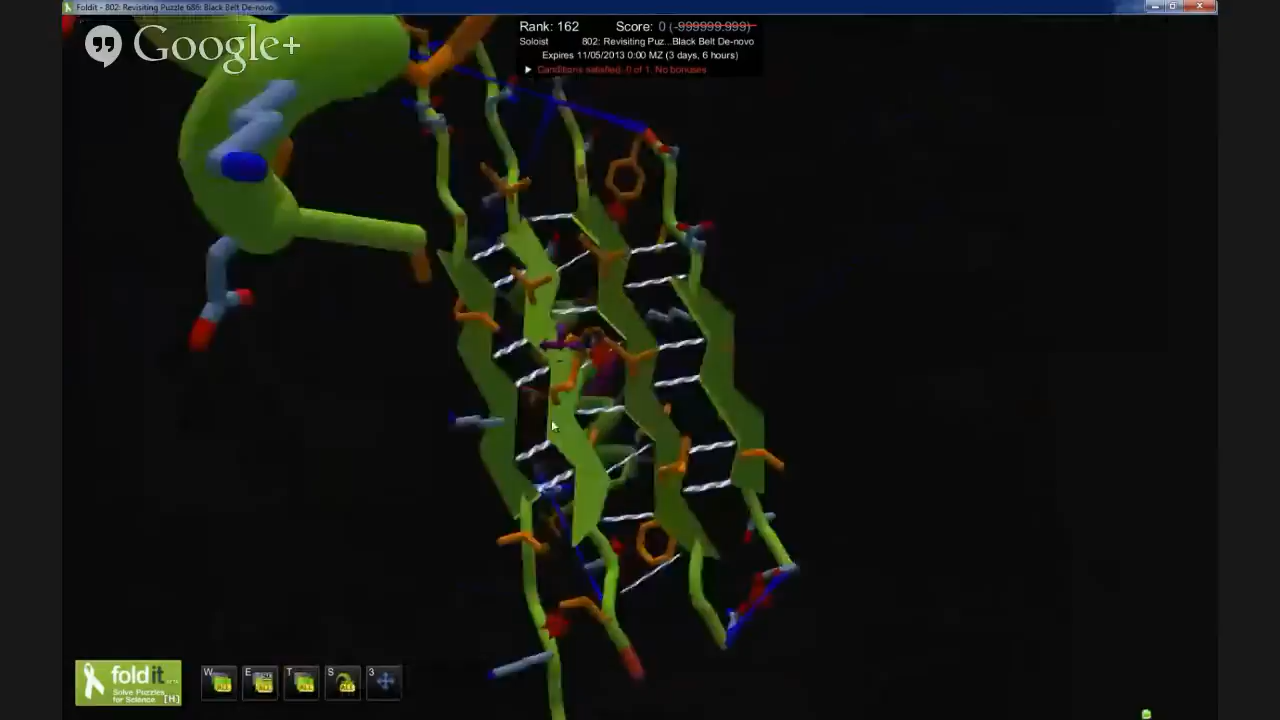 Foldit - 802: Revisiting Puzzle 686: Black Belt De-novo
Google+
Rank: 162 Score: 0 (-999999.999)
Soloist 802: Revisiting Puz...Black Belt De-novo
Expires 11/05/2013 0:00 MZ (3 days, 6 hours)
Conditions satisfied: 0 of 1. No bonuses
foldit BETA
Solve Puzzles
for Science [H]
W E T S 3